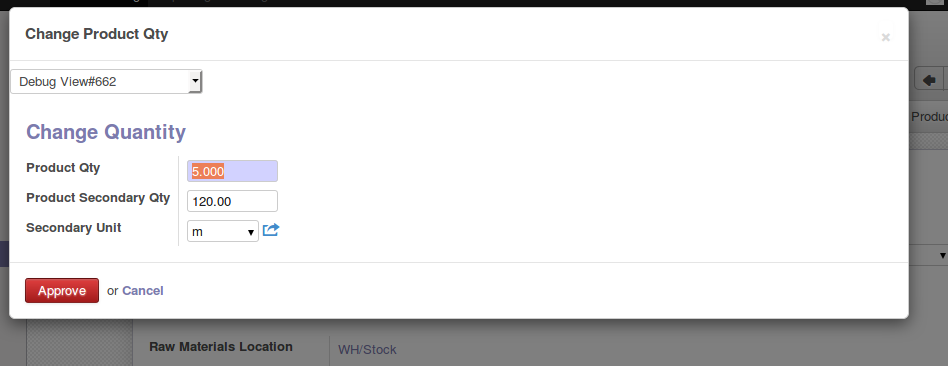 Change Product Qty
×
Debug View#662
Change Quantity
Product Qty 5.000
Product Secondary Qty 120.00
Secondary Unit m
Approve or Cancel
Raw Materials Location WH/Stock